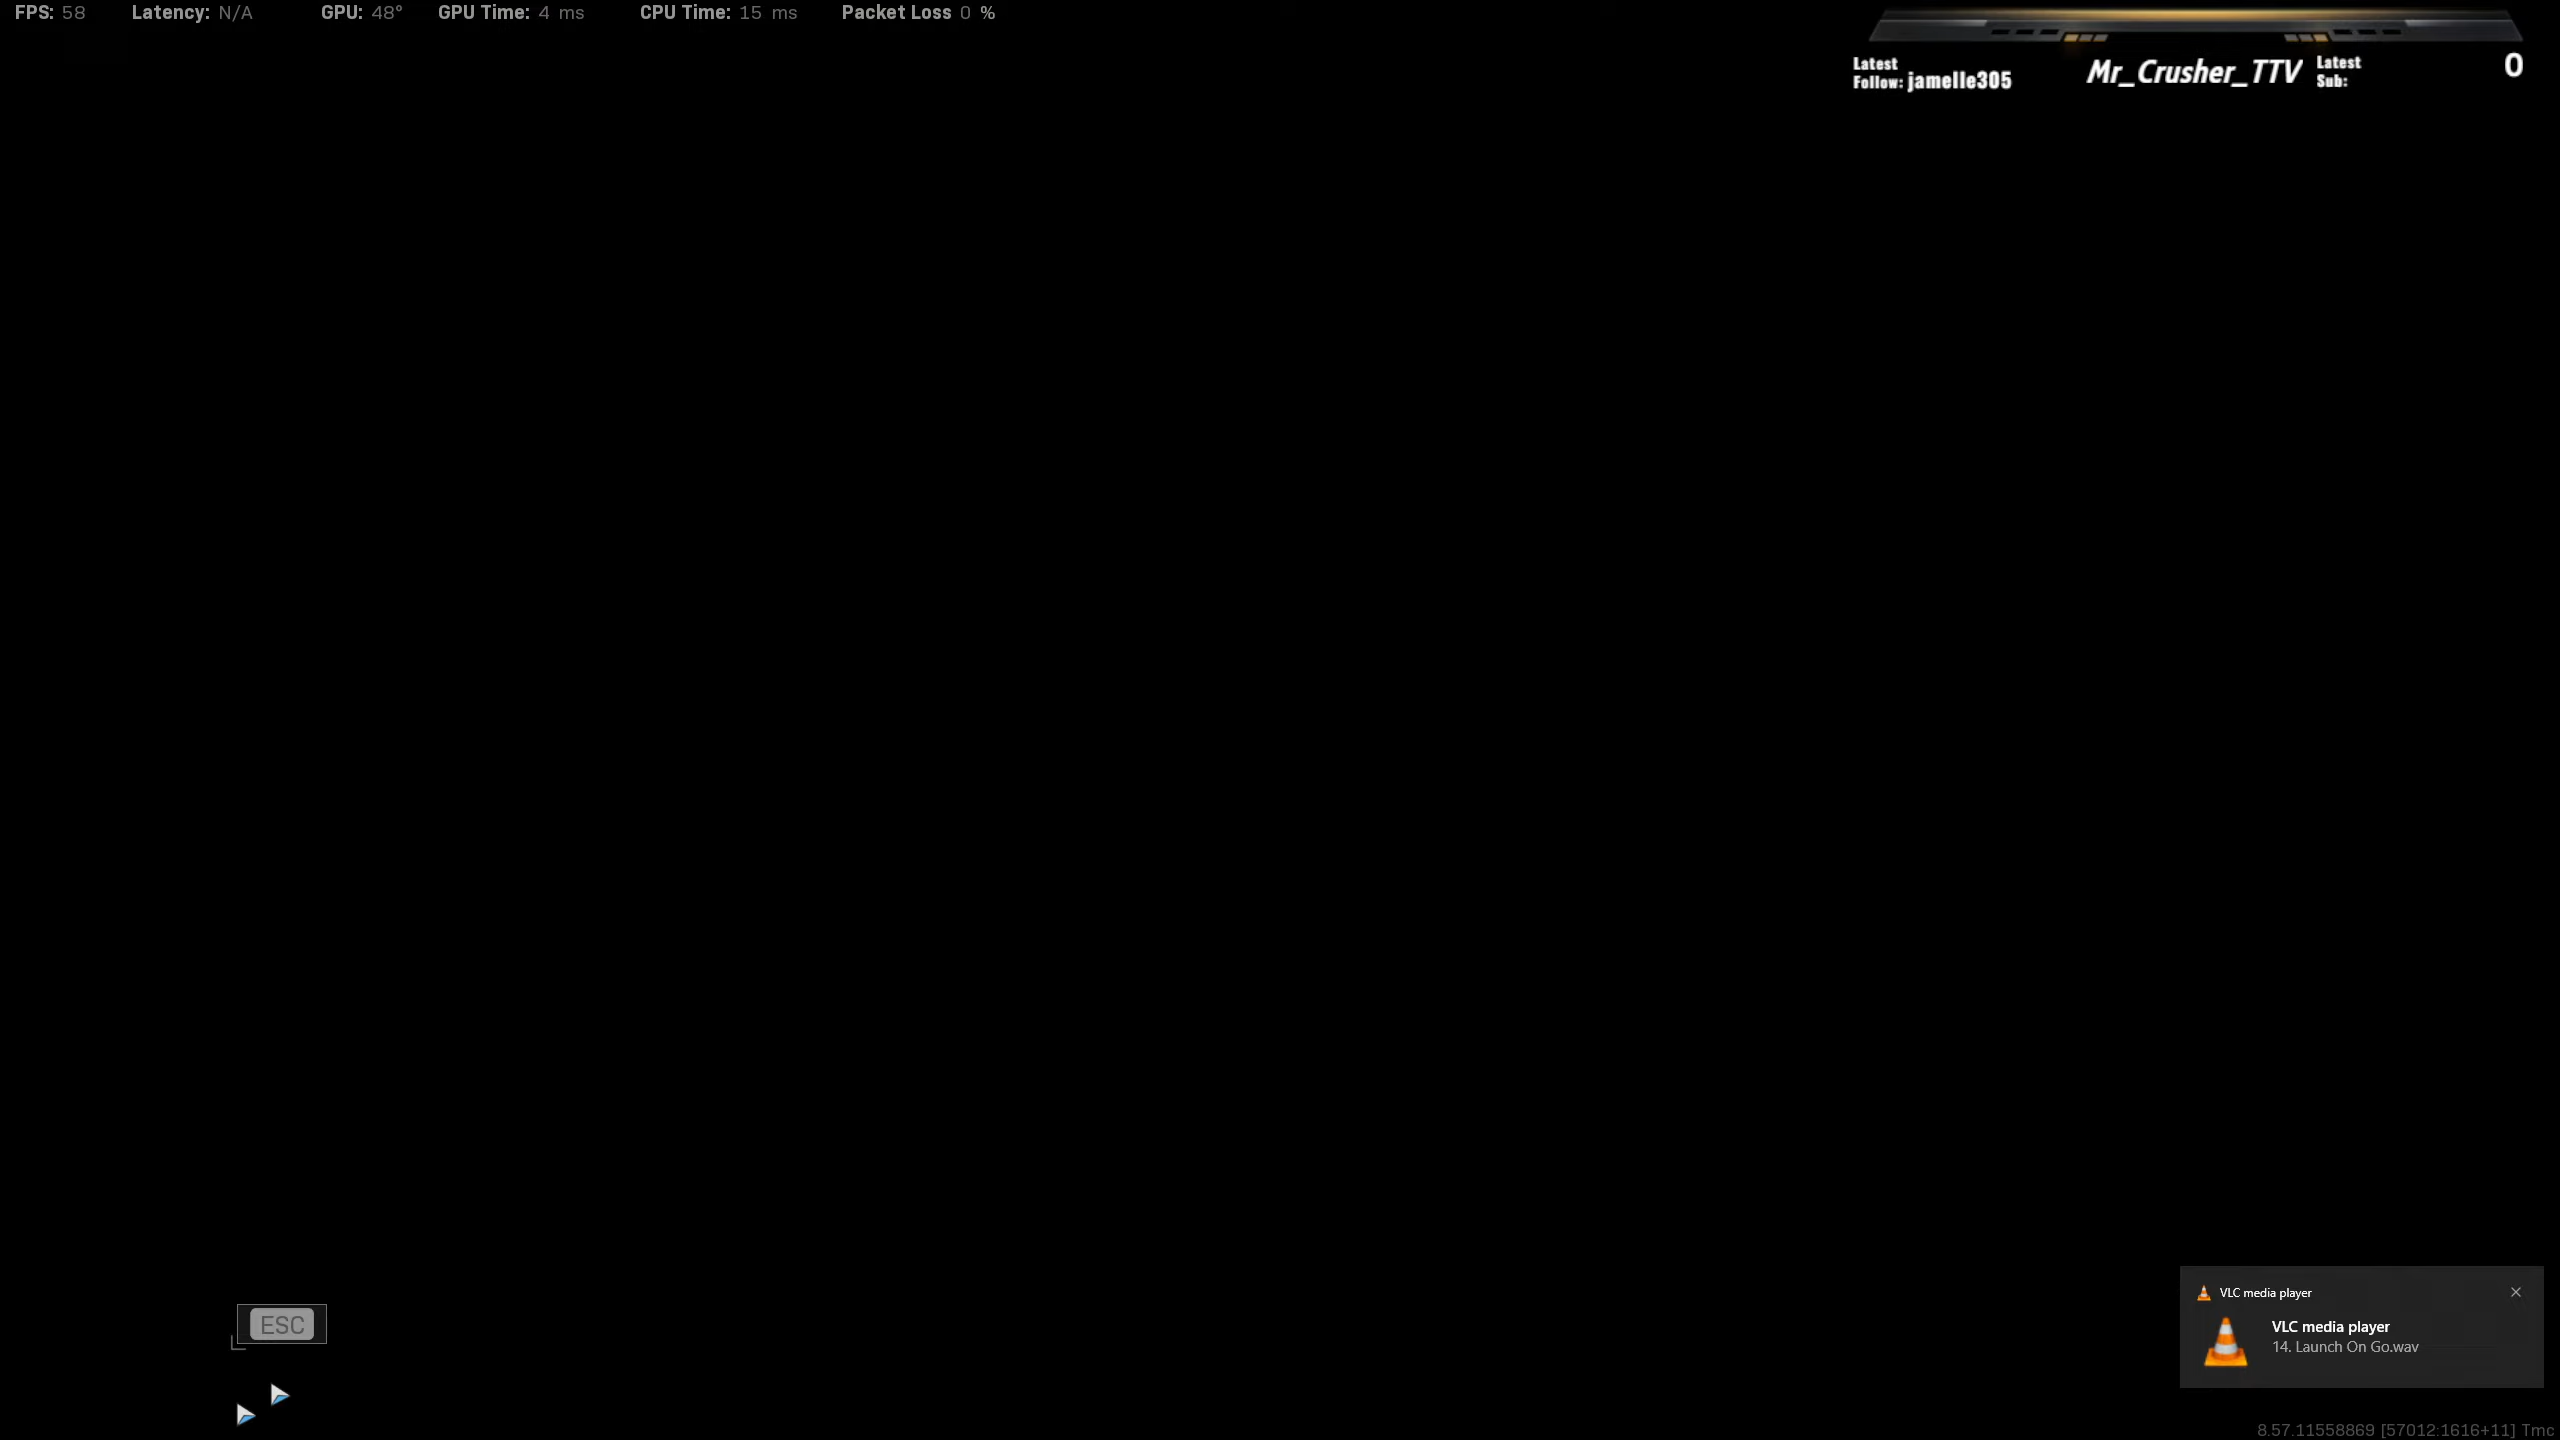 FPS: 58 Latency: N/A GPU: 48° GPU Time: 4 ms CPU Time: 15 ms Packet Loss 0 %
Latest
Follow: jamelle305
Mr_Crusher_TTV
Latest
Sub:
0
ESC
VLC media player
VLC media player
14. Launch On Go.wav
8.57.11558869 [57012:1616+11] Tmc